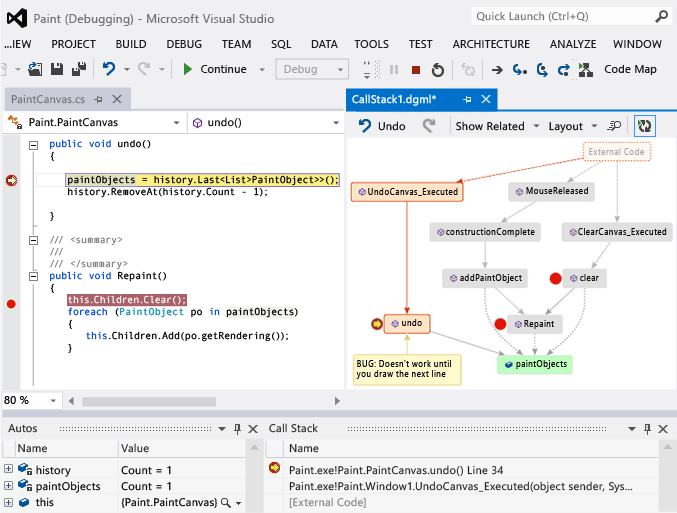 Paint (Debugging) - Microsoft Visual Studio
Quick Launch (Ctrl+Q)
..IEW PROJECT BUILD DEBUG TEAM SQL DATA TOOLS TEST ARCHITECTURE ANALYZE WINDOW
Continue Debug Code Map
PaintCanvas.cs
Paint.PaintCanvas undo()
public void undo()
{
paintObjects = history.Last<List>PaintObject>>();
history.RemoveAt(history.Count - 1);
}
/// <summary>
///
/// </summary>
public void Repaint()
{
this.Children.Clear();
foreach (PaintObject po in paintObjects)
{
this.Children.Add(po.getRendering());
}
80 %
CallStack1.dgml*
Undo Show Related Layout
External Code
UndoCanvas_Executed
MouseReleased
constructionComplete
ClearCanvas_Executed
addPaintObject
clear
undo
Repaint
BUG: Doesn't work until
you draw the next line
paintObjects
Autos
Name Value
history Count = 1
paintObjects Count = 1
this {Paint.PaintCanvas}
Call Stack
Name
Paint.exe!Paint.PaintCanvas.undo() Line 34
Paint.exe!Paint.Window1.UndoCanvas_Executed(object sender, Sys...
[External Code]